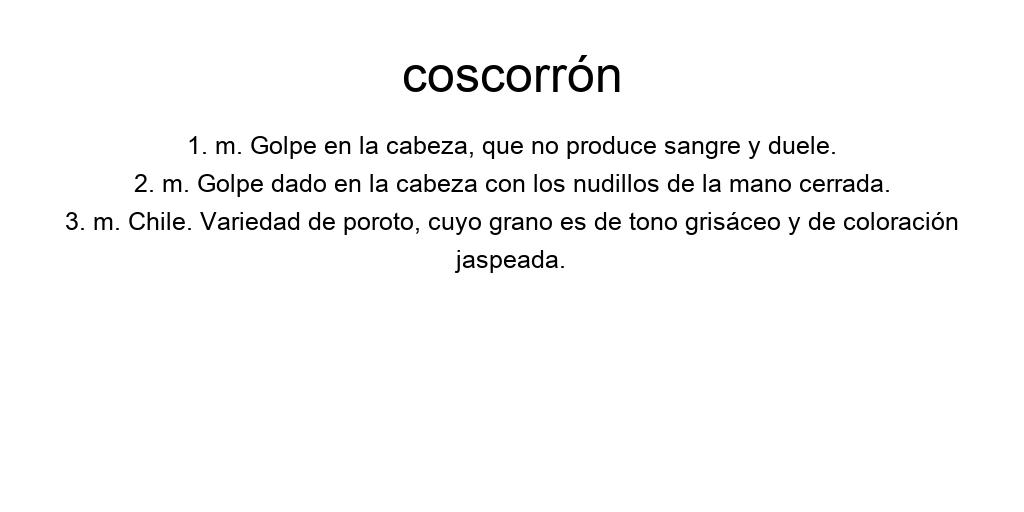 coscorrón
1. m. Golpe en la cabeza, que no produce sangre y duele.
2. m. Golpe dado en la cabeza con los nudillos de la mano cerrada.
3. m. Chile. Variedad de poroto, cuyo grano es de tono grisáceo y de coloración
jaspeada.